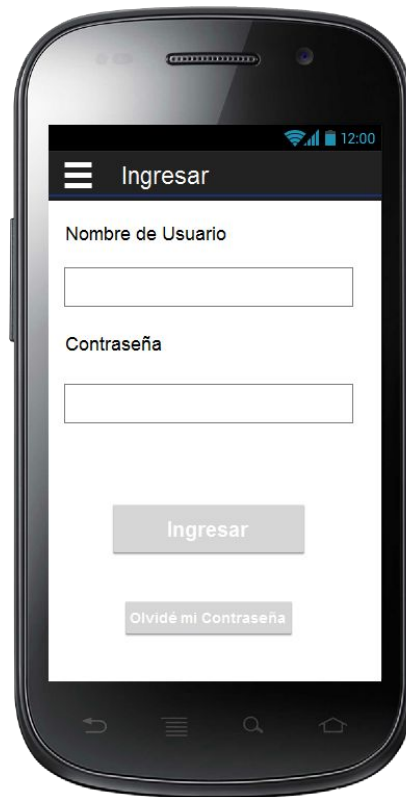 12:00
Ingresar
Nombre de Usuario
Contraseña
Ingresar
Olvidé mi Contraseña